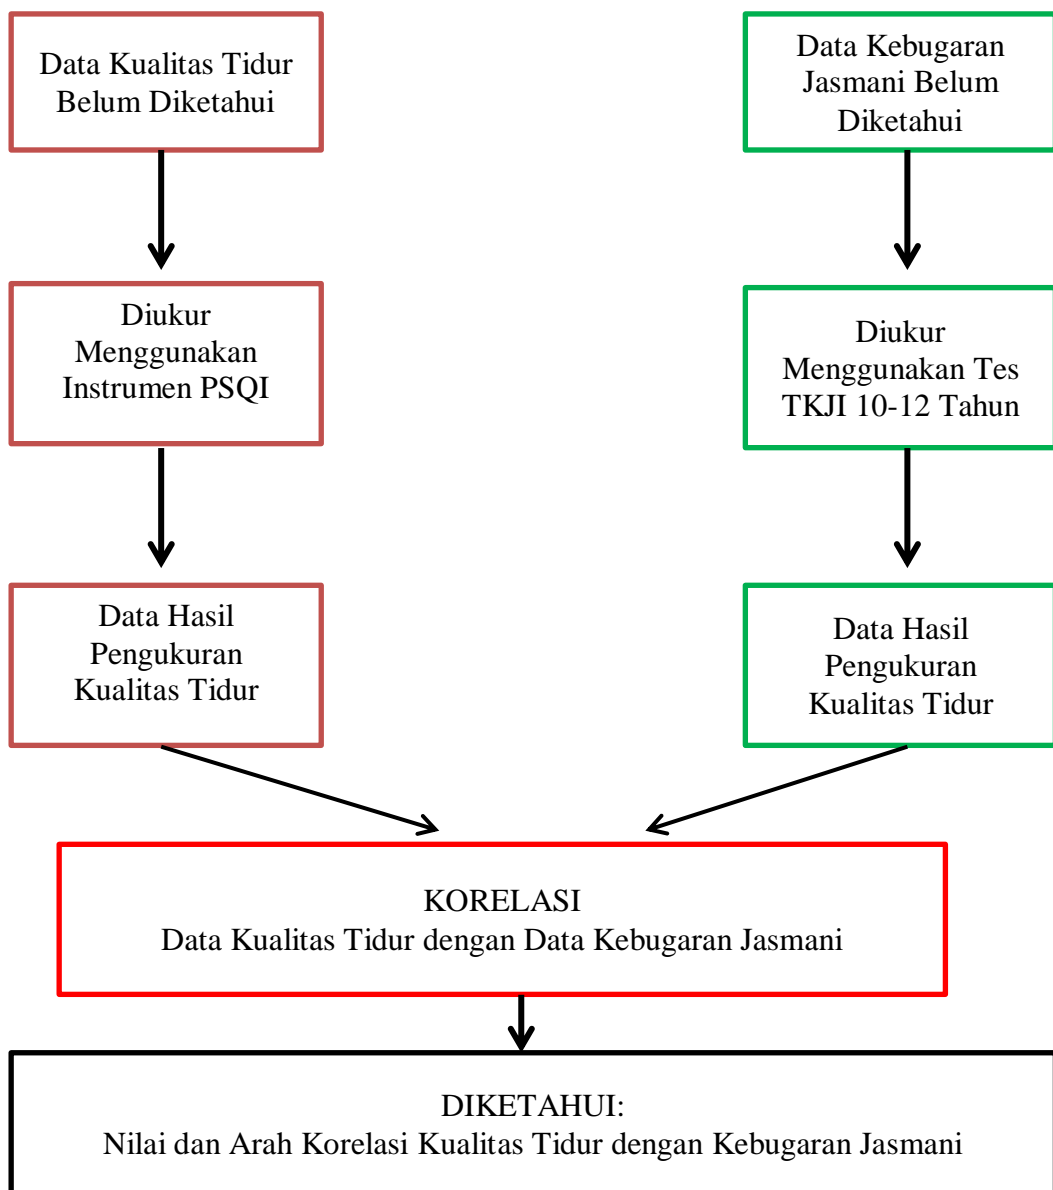 Data Kualitas Tidur
Belum Diketahui
Data Kebugaran
Jasmani Belum
Diketahui
Diukur
Menggunakan
Instrumen PSQI
Diukur
Menggunakan Tes
TKJI 10-12 Tahun
Data Hasil
Pengukuran
Kualitas Tidur
Data Hasil
Pengukuran
Kualitas Tidur
KORELASI
Data Kualitas Tidur dengan Data Kebugaran Jasmani
DIKETAHUI:
Nilai dan Arah Korelasi Kualitas Tidur dengan Kebugaran Jasmani